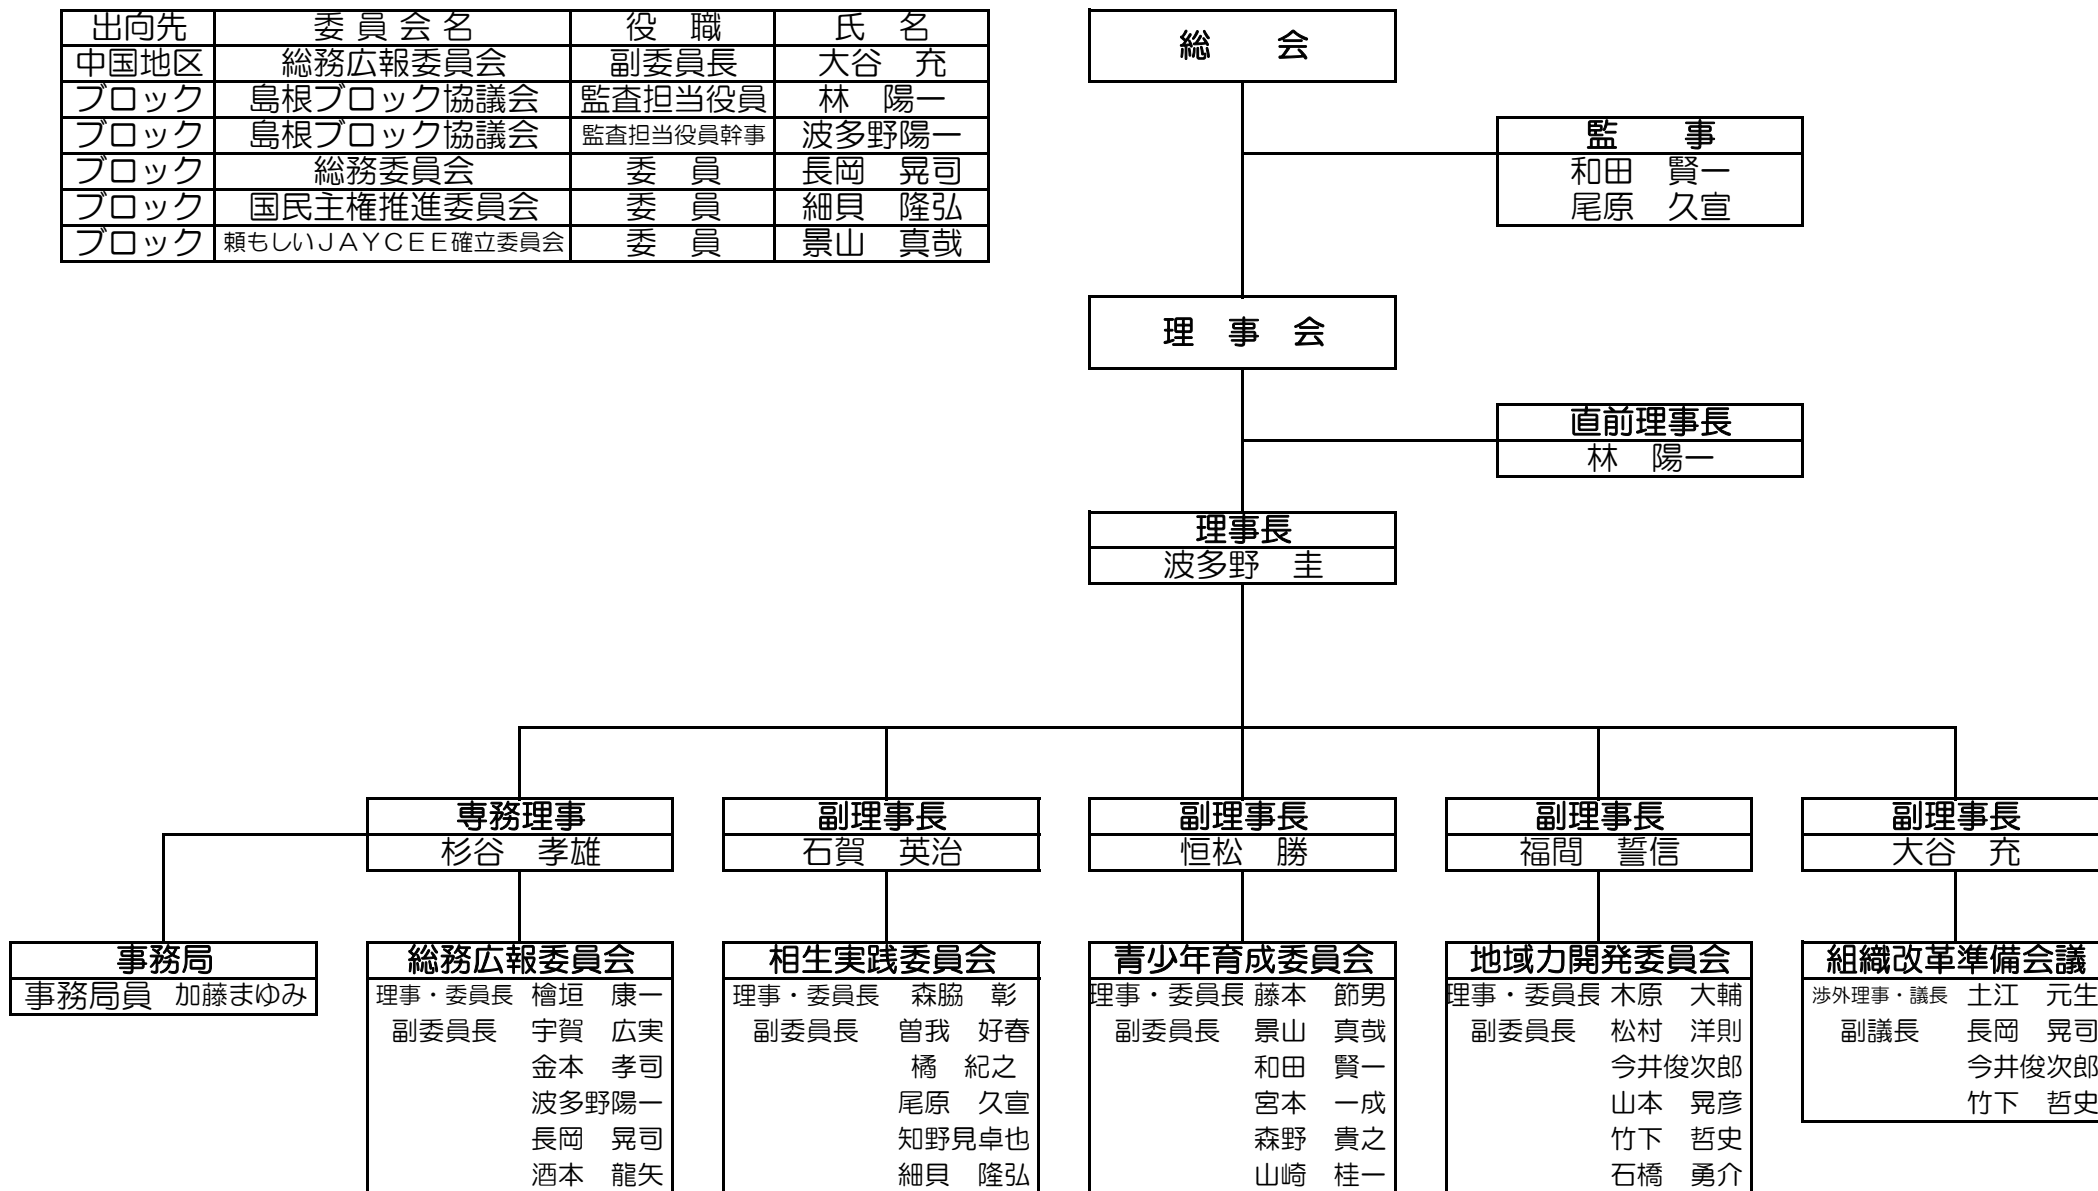 出向先 委員会名 役　職 氏　名
中国地区 総務広報委員会 副委員長 大谷　充
ブロック 島根ブロック協議会 監査担当役員 林　陽一
ブロック 島根ブロック協議会 監査担当役員幹事 波多野陽一
ブロック 総務委員会 委　員 長岡　晃司
ブロック 国民主権推進委員会 委　員 細貝　隆弘
ブロック 頼もしいＪＡＹＣＥＥ確立委員会 委　員 景山　真哉
総　　会
監　　事
和田　賢一
尾原　久宣
理　事　会
直前理事長
林　陽一
理事長
波多野　圭
専務理事
杉谷　孝雄
副理事長
石賀　英治
副理事長
恒松　勝
副理事長
福間　誓信
副理事長
大谷　充
事務局
事務局員 加藤まゆみ
総務広報委員会
理事・委員長 檜垣　康一
副委員長 宇賀　広実
金本　孝司
波多野陽一
長岡　晃司
酒本　龍矢
相生実践委員会
理事・委員長 森脇　彰
副委員長 曽我　好春
橘　紀之
尾原　久宣
知野見卓也
細貝　隆弘
青少年育成委員会
理事・委員長 藤本　節男
副委員長 景山　真哉
和田　賢一
宮本　一成
森野　貴之
山崎　桂一
地域力開発委員会
理事・委員長 木原　大輔
副委員長 松村　洋則
今井俊次郎
山本　晃彦
竹下　哲史
石橋　勇介
組織改革準備会議
渉外理事・議長 土江　元生
副議長 長岡　晃司
今井俊次郎
竹下　哲史